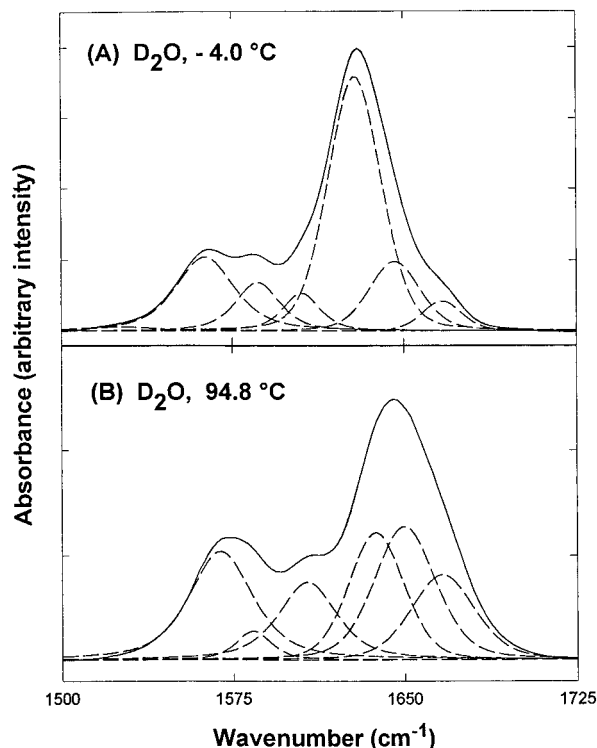 (A) D₂O, - 4.0 °C
(B) D₂O, 94.8 °C
Absorbance (arbitrary intensity)
1500 1575 1650 1725
Wavenumber (cm⁻¹)